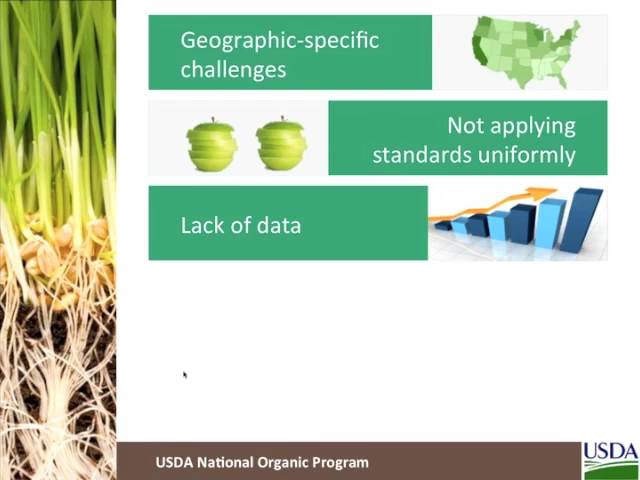 Geographic-specific
challenges
Not applying
standards uniformly
Lack of data
USDA National Organic Program
USDA